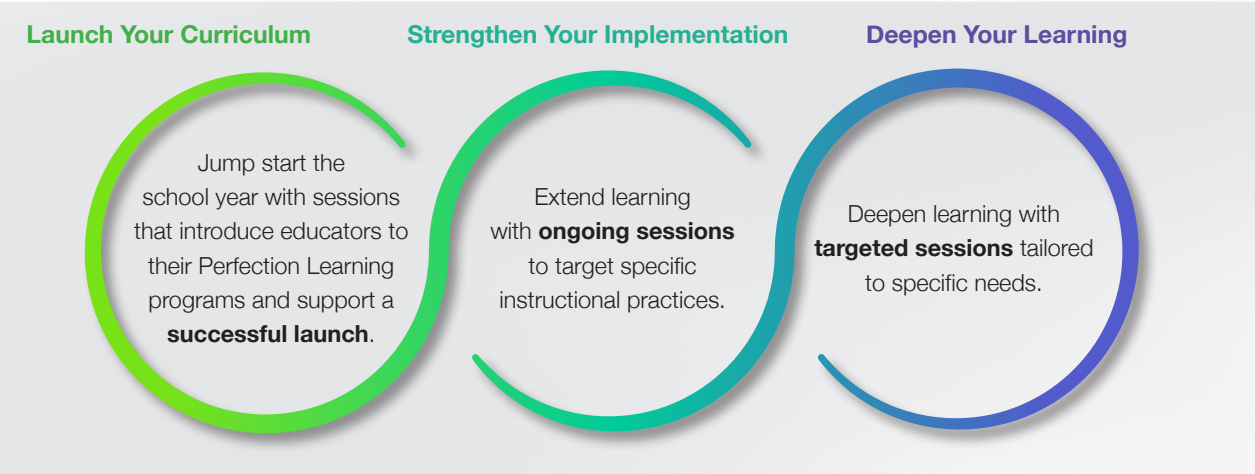 Launch Your Curriculum
Jump start the
school year with sessions
that introduce educators to
their Perfection Learning
programs and support a
successful launch.
Strengthen Your Implementation
Extend learning
with ongoing sessions
to target specific
instructional practices.
Deepen Your Learning
Deepen learning with
targeted sessions tailored
to specific needs.